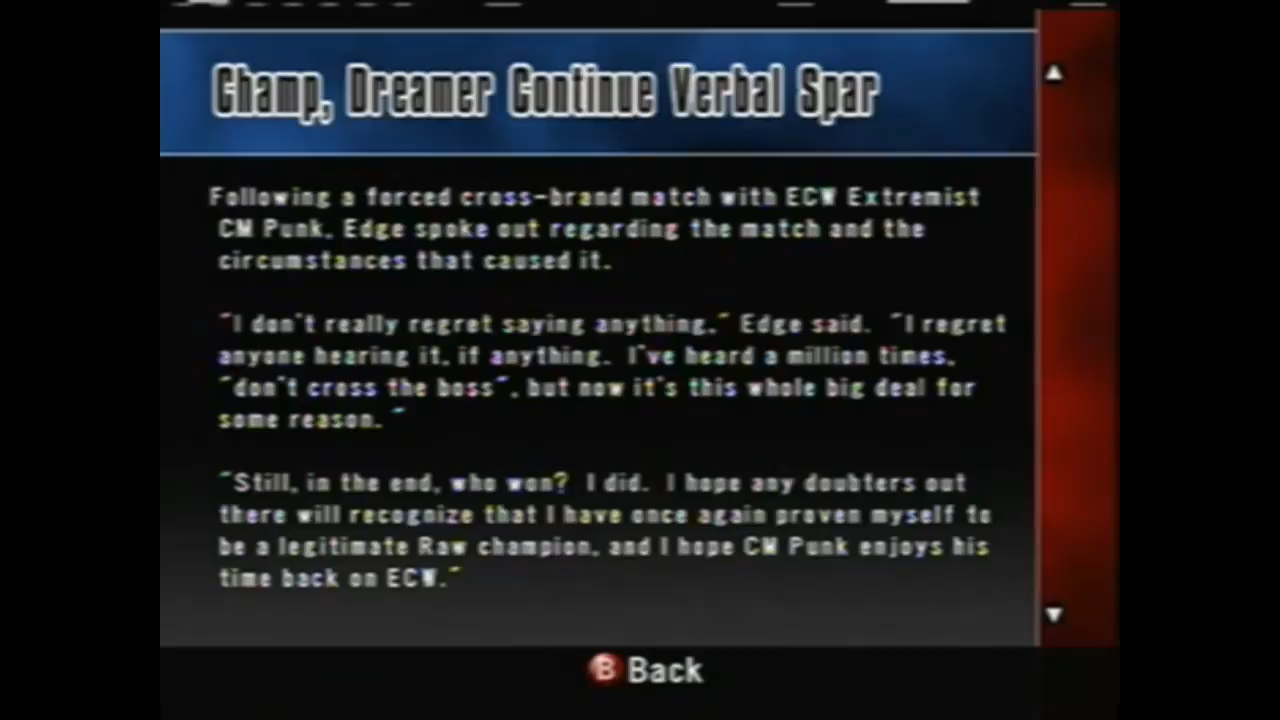 Champ, Dreamer Continue Verbal Spar
Following a forced cross-brand match with ECW Extremist
CM Punk, Edge spoke out regarding the match and the
circumstances that caused it.
"I don't really regret saying anything," Edge said. "I regret
anyone hearing it, if anything. I've heard a million times,
"don't cross the boss", but now it's this whole big deal for
some reason. "
"Still, in the end, who won? I did. I hope any doubters out
there will recognize that I have once again proven myself to
be a legitimate Raw champion, and I hope CM Punk enjoys his
time back on ECW."
B Back